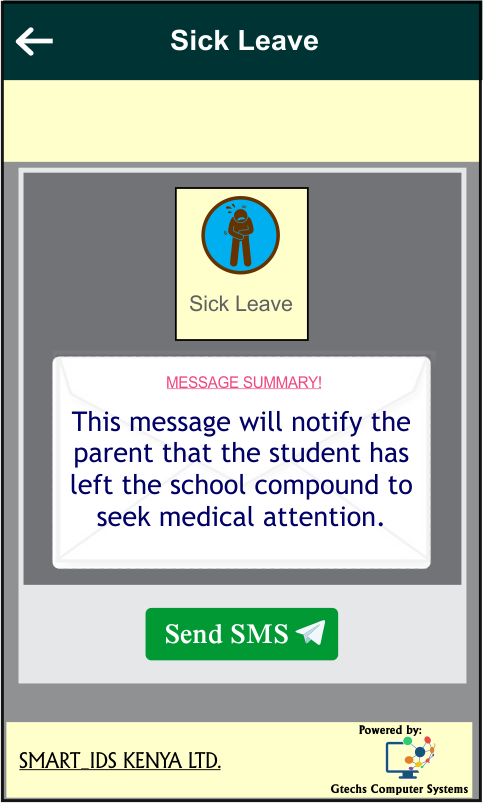 Sick Leave
Sick Leave
MESSAGE SUMMARY!
This message will notify the
parent that the student has
left the school compound to
seek medical attention.
Send SMS
Powered by:
SMART_IDS KENYA LTD.
Gtechs Computer Systems